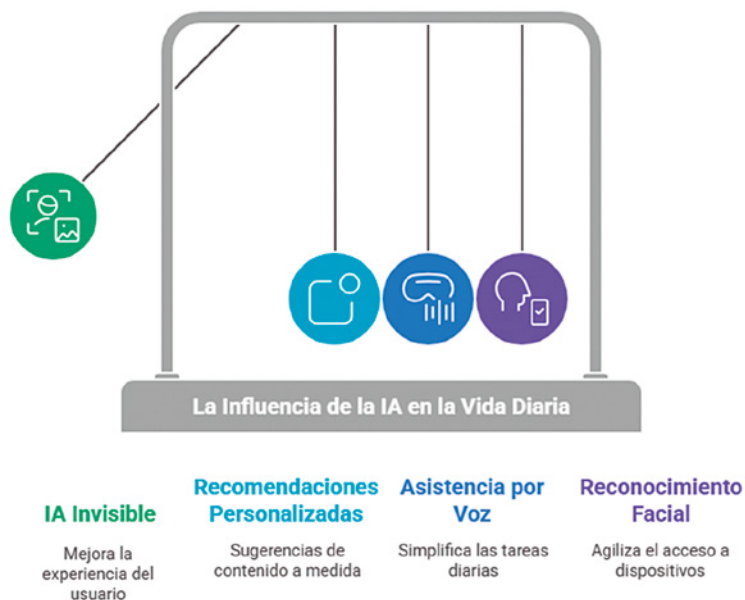 La Influencia de la IA en la Vida Diaria
IA Invisible
Mejora la
experiencia del
usuario
Recomendaciones
Personalizadas
Sugerencias de
contenido a medida
Asistencia por
Voz
Simplifica las tareas
diarias
Reconocimiento
Facial
Agiliza el acceso a
dispositivos